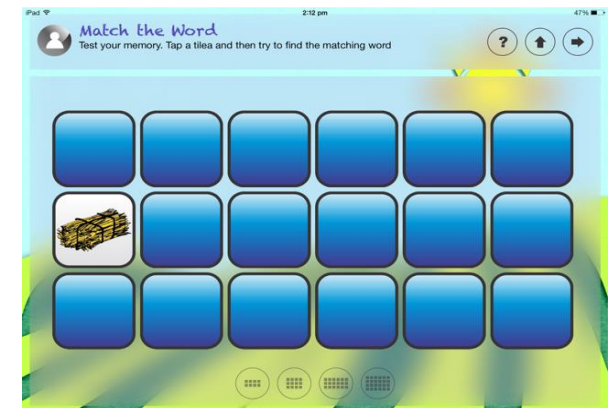 iPad
2:12 pm
47%
Match the Word
Test your memory. Tap a tilea and then try to find the matching word
?